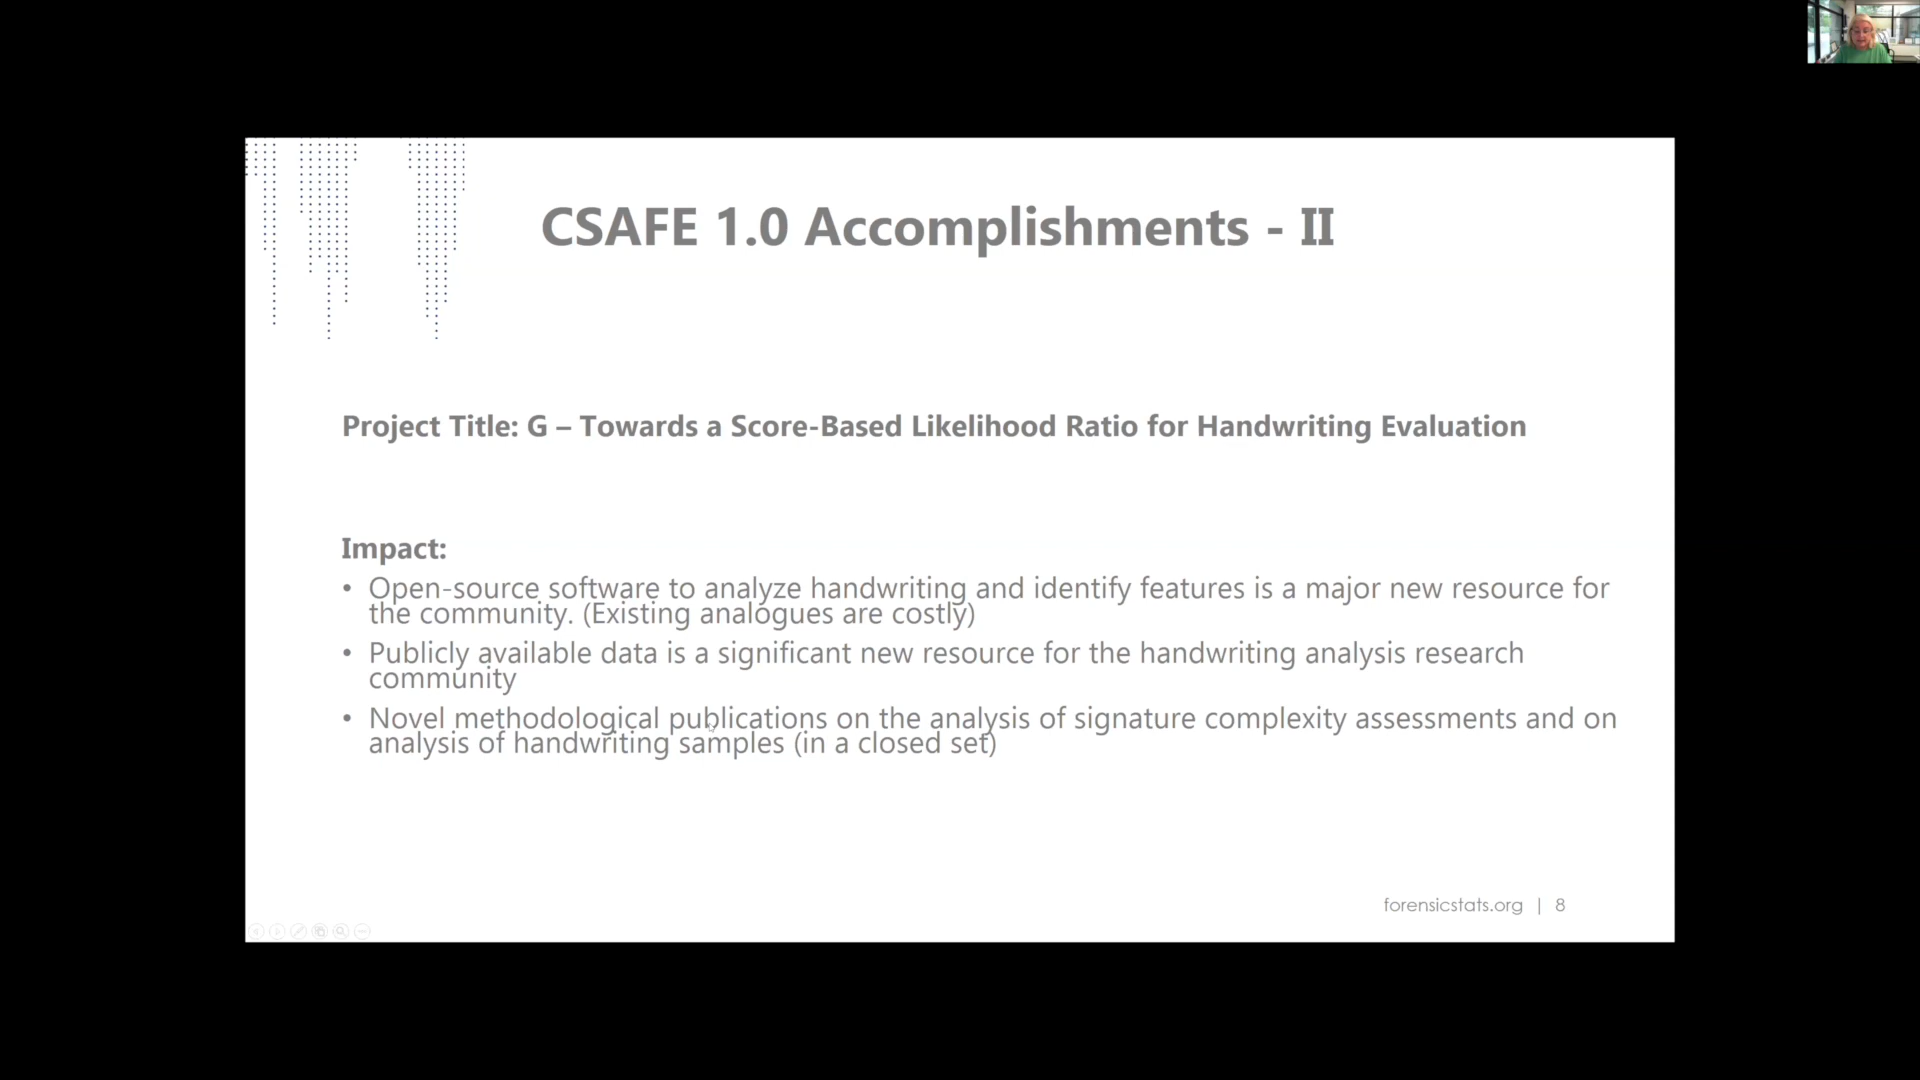 CSAFE 1.0 Accomplishments - II
Project Title: G – Towards a Score-Based Likelihood Ratio for Handwriting Evaluation
Impact:
• Open-source software to analyze handwriting and identify features is a major new resource for
the community. (Existing analogues are costly)
• Publicly available data is a significant new resource for the handwriting analysis research
community
• Novel methodological publications on the analysis of signature complexity assessments and on
analysis of handwriting samples (in a closed set)
forensicstats.org | 8